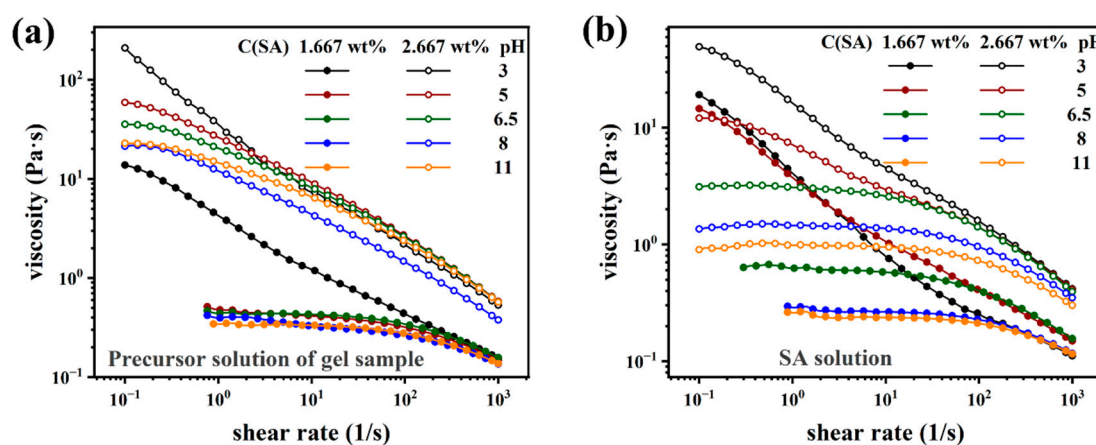 (a)
C(SA) 1.667 wt% 2.667 wt% pH
3
5
6.5
8
11
10²
10¹
10⁰
10⁻¹
viscosity (Pa·s)
Precursor solution of gel sample
10⁻¹ 10⁰ 10¹ 10² 10³
shear rate (1/s)
(b)
C(SA) 1.667 wt% 2.667 wt% pH
3
5
6.5
8
11
10¹
10⁰
10⁻¹
viscosity (Pa·s)
SA solution
10⁻¹ 10⁰ 10¹ 10² 10³
shear rate (1/s)